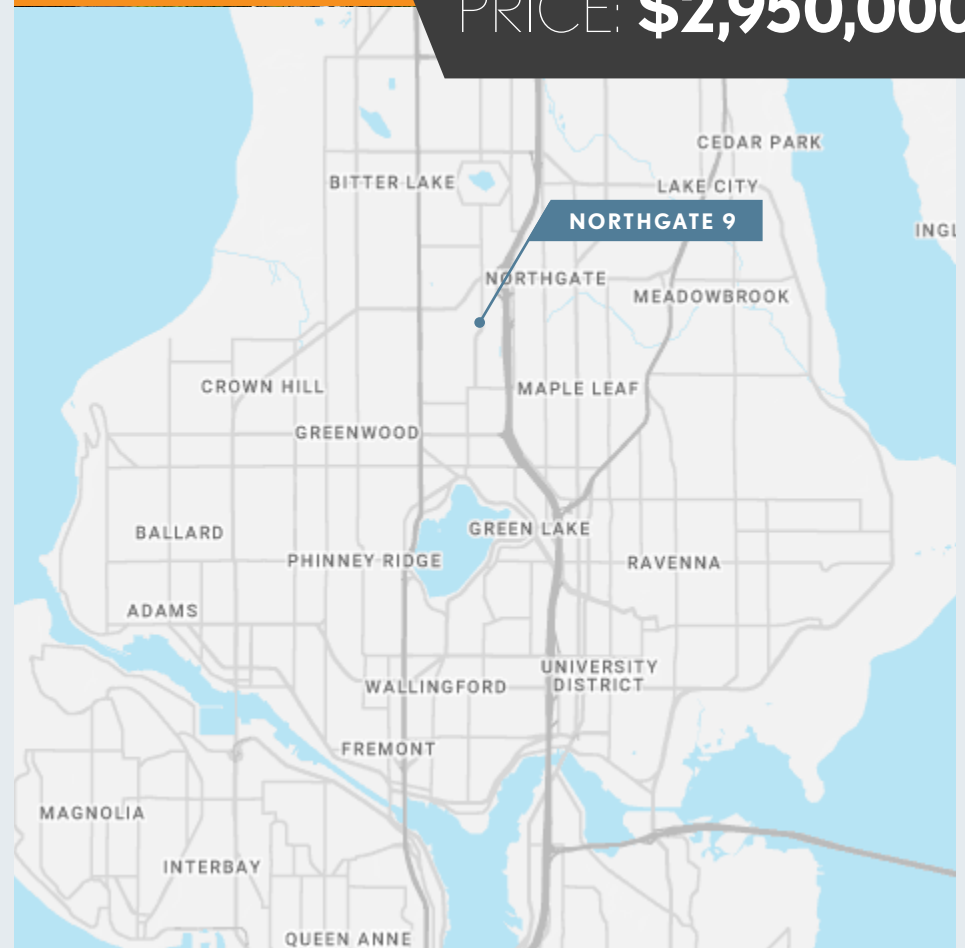 PRICE: $2,950,000
CEDAR PARK
BITTER LAKE
LAKE CITY
NORTHGATE 9
NORTHGATE
MEADOWBROOK
CROWN HILL
MAPLE LEAF
GREENWOOD
BALLARD
GREEN LAKE
PHINNEY RIDGE
RAVENNA
ADAMS
UNIVERSITY
DISTRICT
WALLINGFORD
FREMONT
MAGNOLIA
INTERBAY
QUEEN ANNE